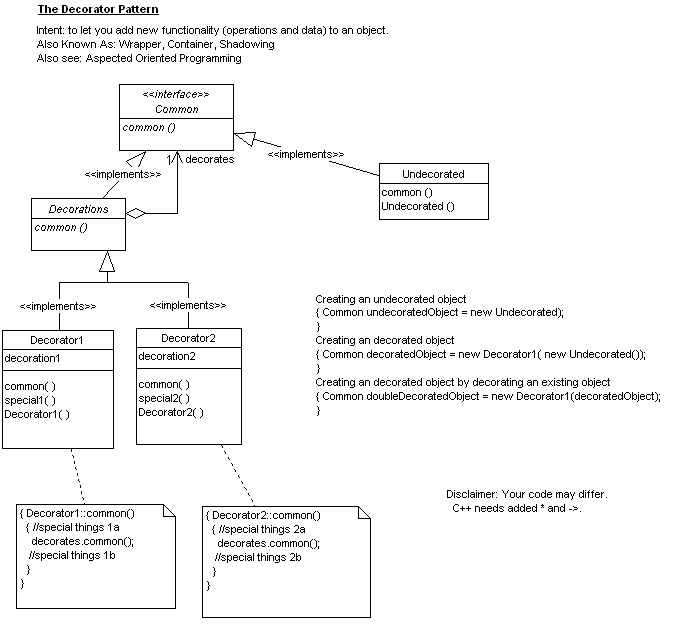 The Decorator Pattern
Intent: to let you add new functionality (operations and data) to an object.
Also Known As: Wrapper, Container, Shadowing
Also see: Aspected Oriented Programming
<<interface>>
Common
common ()
1
decorates
<<implements>>
<<implements>>
Undecorated
common ()
Undecorated ()
Decorations
common ()
<<implements>>
<<implements>>
Decorator1
decoration1
common( )
special1( )
Decorator1( )
Decorator2
decoration2
common( )
special2( )
Decorator2( )
Creating an undecorated object
{ Common undecoratedObject = new Undecorated);
}
Creating an decorated object
{ Common decoratedObject = new Decorator1( new Undecorated());
}
Creating an decorated object by decorating an existing object
{ Common doubleDecoratedObject = new Decorator1(decoratedObject);
}
{ Decorator1::common()
{ //special things 1a
decorates.common();
//special things 1b
}
}
{ Decorator2::common()
{ //special things 2a
decorates.common();
//special things 2b
}
}
Disclaimer: Your code may differ.
C++ needs added * and ->.